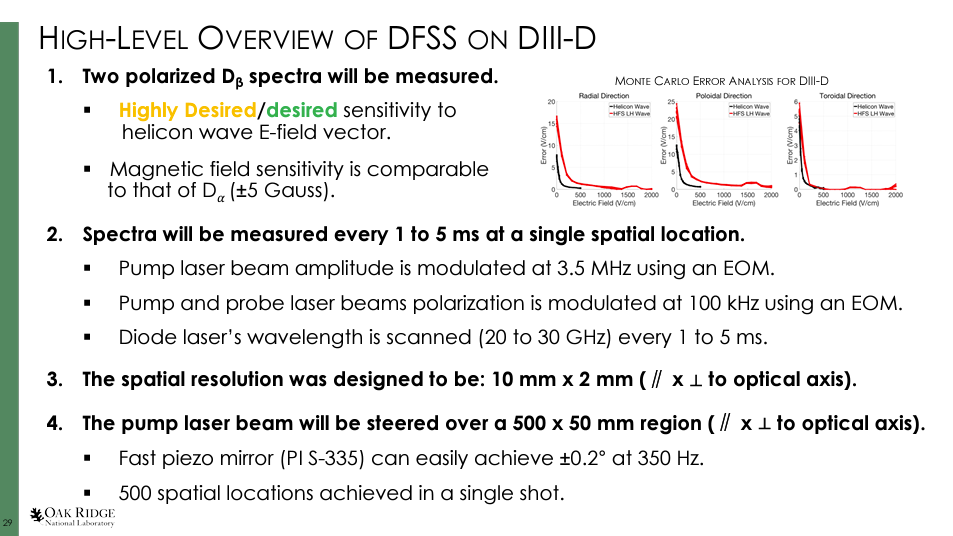 HIGH-LEVEL OVERVIEW OF DFSS ON DIII-D
1. Two polarized Dβ spectra will be measured.
▪ Highly Desired/desired sensitivity to
helicon wave E-field vector.
▪ Magnetic field sensitivity is comparable
to that of Dα (±5 Gauss).
MONTE CARLO ERROR ANALYSIS FOR DIII-D
Radial Direction
Helicon Wave
HFS LH Wave
Error (V/cm)
20
15
10
5
0
0 500 1000 1500 2000
Electric Field (V/cm)
Poloidal Direction
Helicon Wave
HFS LH Wave
Error (V/cm)
25
20
15
10
5
0
0 500 1000 1500 2000
Electric Field (V/cm)
Toroidal Direction
Helicon Wave
HFS LH Wave
Error (V/cm)
6
5
4
3
2
1
0
0 500 1000 1500 2000
Electric Field (V/cm)
2. Spectra will be measured every 1 to 5 ms at a single spatial location.
▪ Pump laser beam amplitude is modulated at 3.5 MHz using an EOM.
▪ Pump and probe laser beams polarization is modulated at 100 kHz using an EOM.
▪ Diode laser's wavelength is scanned (20 to 30 GHz) every 1 to 5 ms.
3. The spatial resolution was designed to be: 10 mm x 2 mm ( ∥ x ⊥ to optical axis).
4. The pump laser beam will be steered over a 500 x 50 mm region ( ∥ x ⊥ to optical axis).
▪ Fast piezo mirror (PI S-335) can easily achieve ±0.2° at 350 Hz.
▪ 500 spatial locations achieved in a single shot.
29
OAK RIDGE
National Laboratory